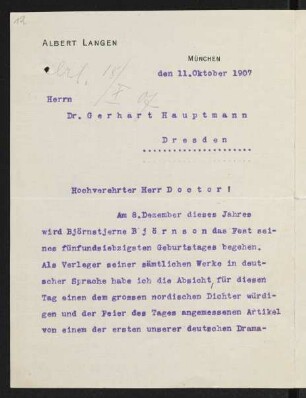 ALBERT LANGEN
MÜNCHEN
den 11.Oktober 1907
Herrn
Dr. Gerhart Hauptmann
Dresden
Hochverehrter Herr Doctor!
Am 8.Dezember dieses Jahres
wird Björnstjerne Björnson das Fest sei-
nes fünfundsiebzigsten Geburtstages begehen.
Als Verleger seiner sämtlichen Werke in deut-
scher Sprache habe ich die Absicht, für diesen
Tag einen dem grossen nordischen Dichter würdi-
gen und der Feier des Tages angemessenen Artikel
von einem der ersten unserer deutschen Drama-